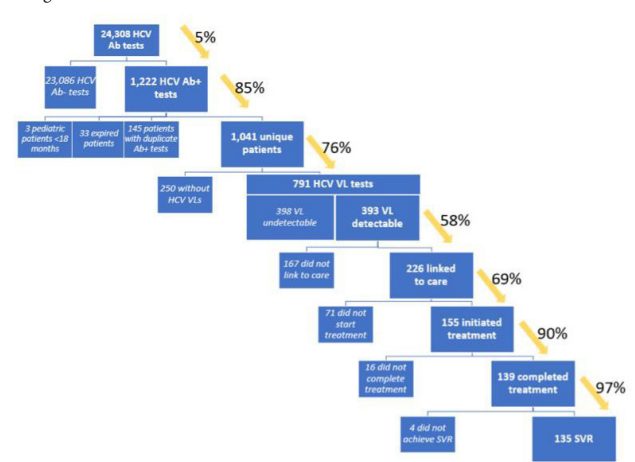 24,308 HCV
Ab tests
5%
23,086 HCV
Ab- tests
1,222 HCV Ab+
tests
85%
3 pediatric
patients <18
months
33 expired
patients
145 patients
with duplicate
Ab+ tests
1,041 unique
patients
76%
250 without
HCV VLs
791 HCV VL tests
398 VL
undetectable
393 VL
detectable
58%
167 did not
link to care
226 linked
to care
69%
71 did not
start
treatment
155 initiated
treatment
90%
16 did not
complete
treatment
139 completed
treatment
97%
4 did not
achieve SVR
135 SVR